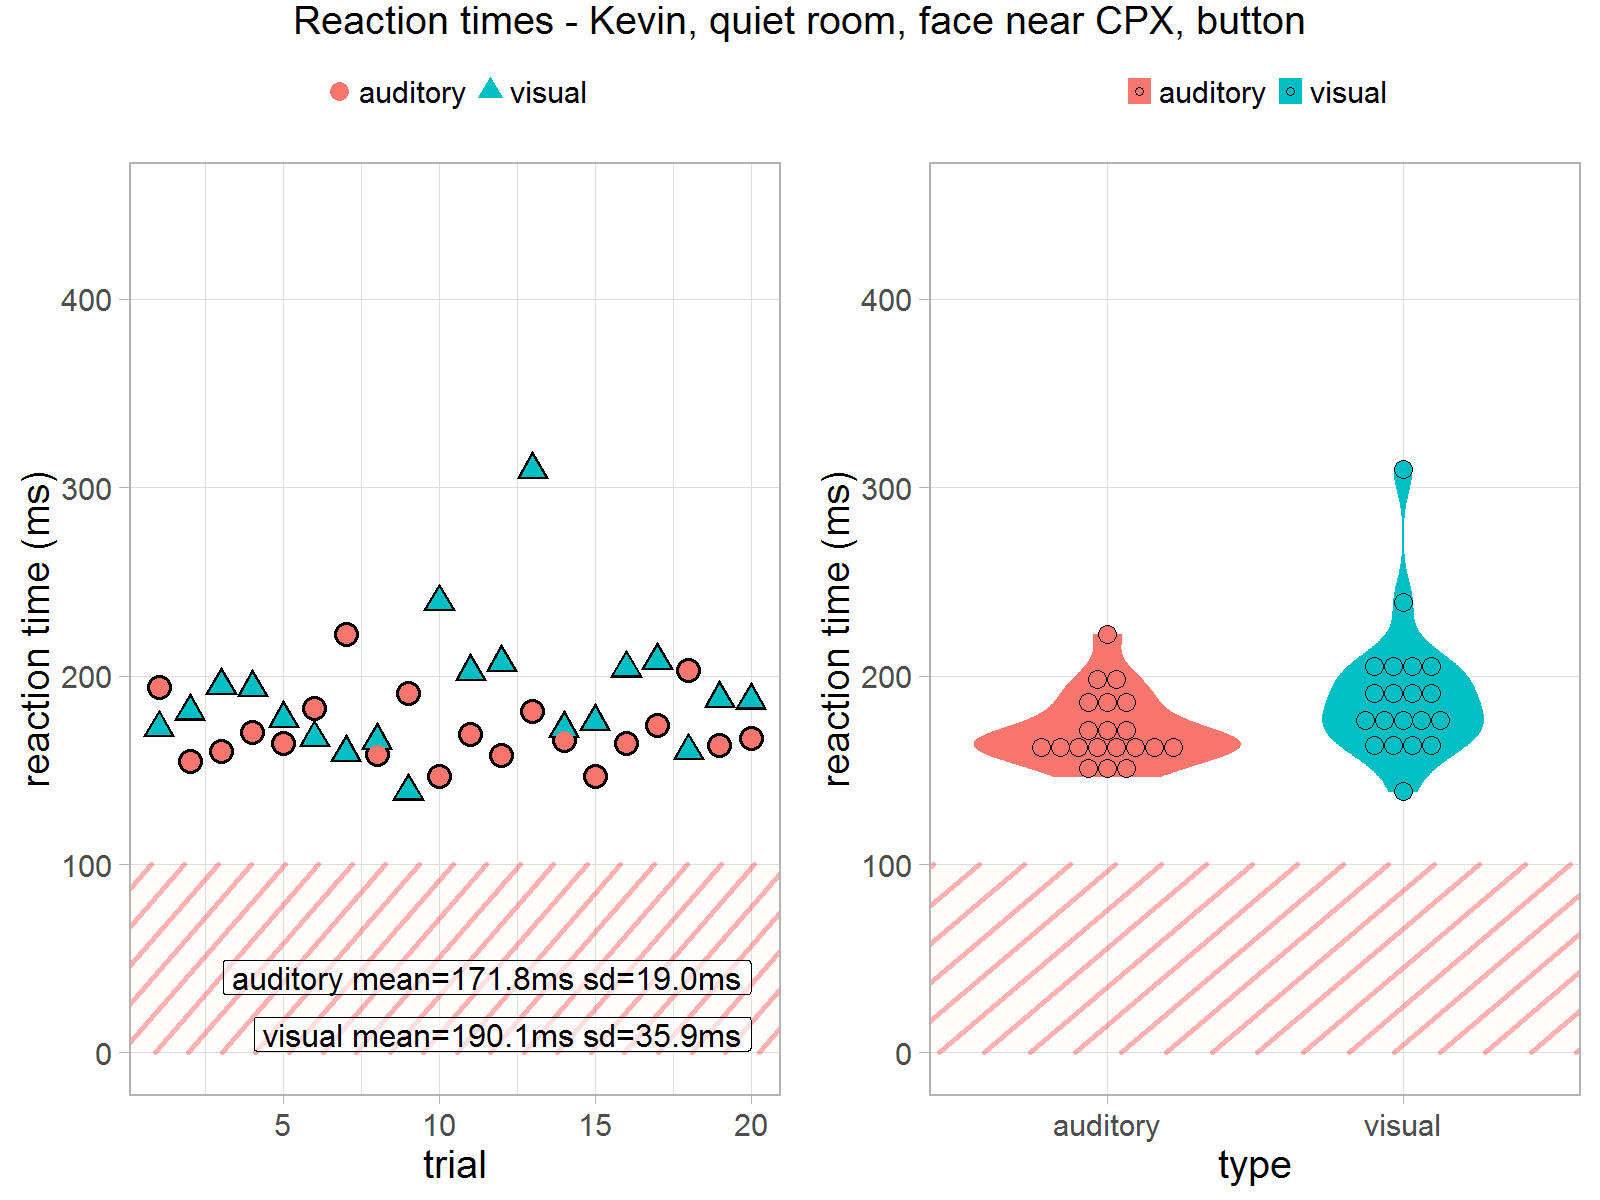 Reaction times - Kevin, quiet room, face near CPX, button
auditory visual
auditory visual
reaction time (ms)
400
300
200
100
0
auditory mean=171.8ms sd=19.0ms
visual mean=190.1ms sd=35.9ms
5 10 15 20
trial
reaction time (ms)
400
300
200
100
0
auditory visual
type